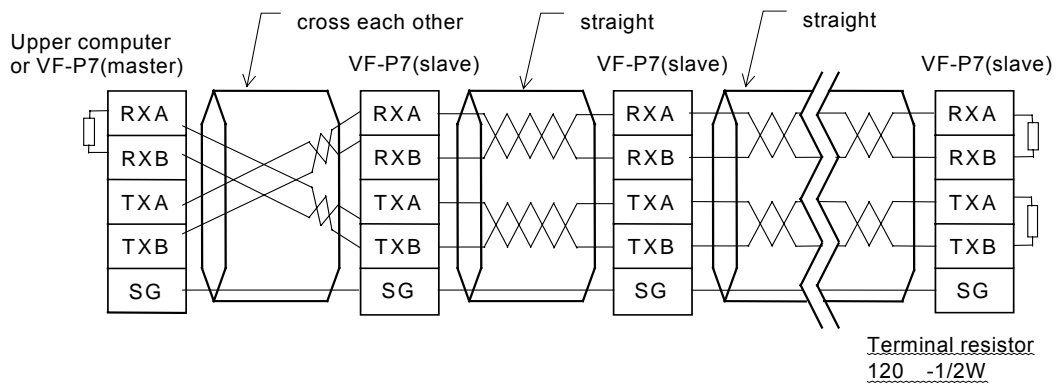 cross each other
straight
straight
Upper computer
or VF-P7(master)
VF-P7(slave)
VF-P7(slave)
VF-P7(slave)
RXA
RXB
TXA
TXB
SG
RXA
RXB
TXA
TXB
SG
RXA
RXB
TXA
TXB
SG
RXA
RXB
TXA
TXB
SG
Terminal resistor
120 -1/2W